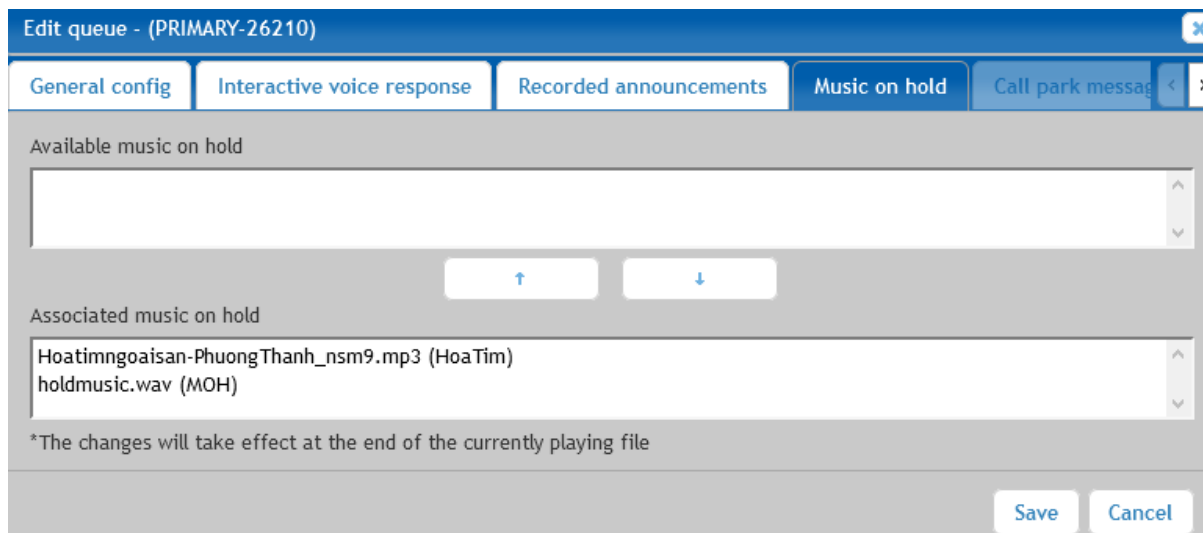 Edit queue - (PRIMARY-26210)
General config Interactive voice response Recorded announcements Music on hold Call park messag
Available music on hold
Associated music on hold
Hoatimngoaisan-PhuongThanh_nsm9.mp3 (HoaTim)
holdmusic.wav (MOH)
*The changes will take effect at the end of the currently playing file
Save Cancel